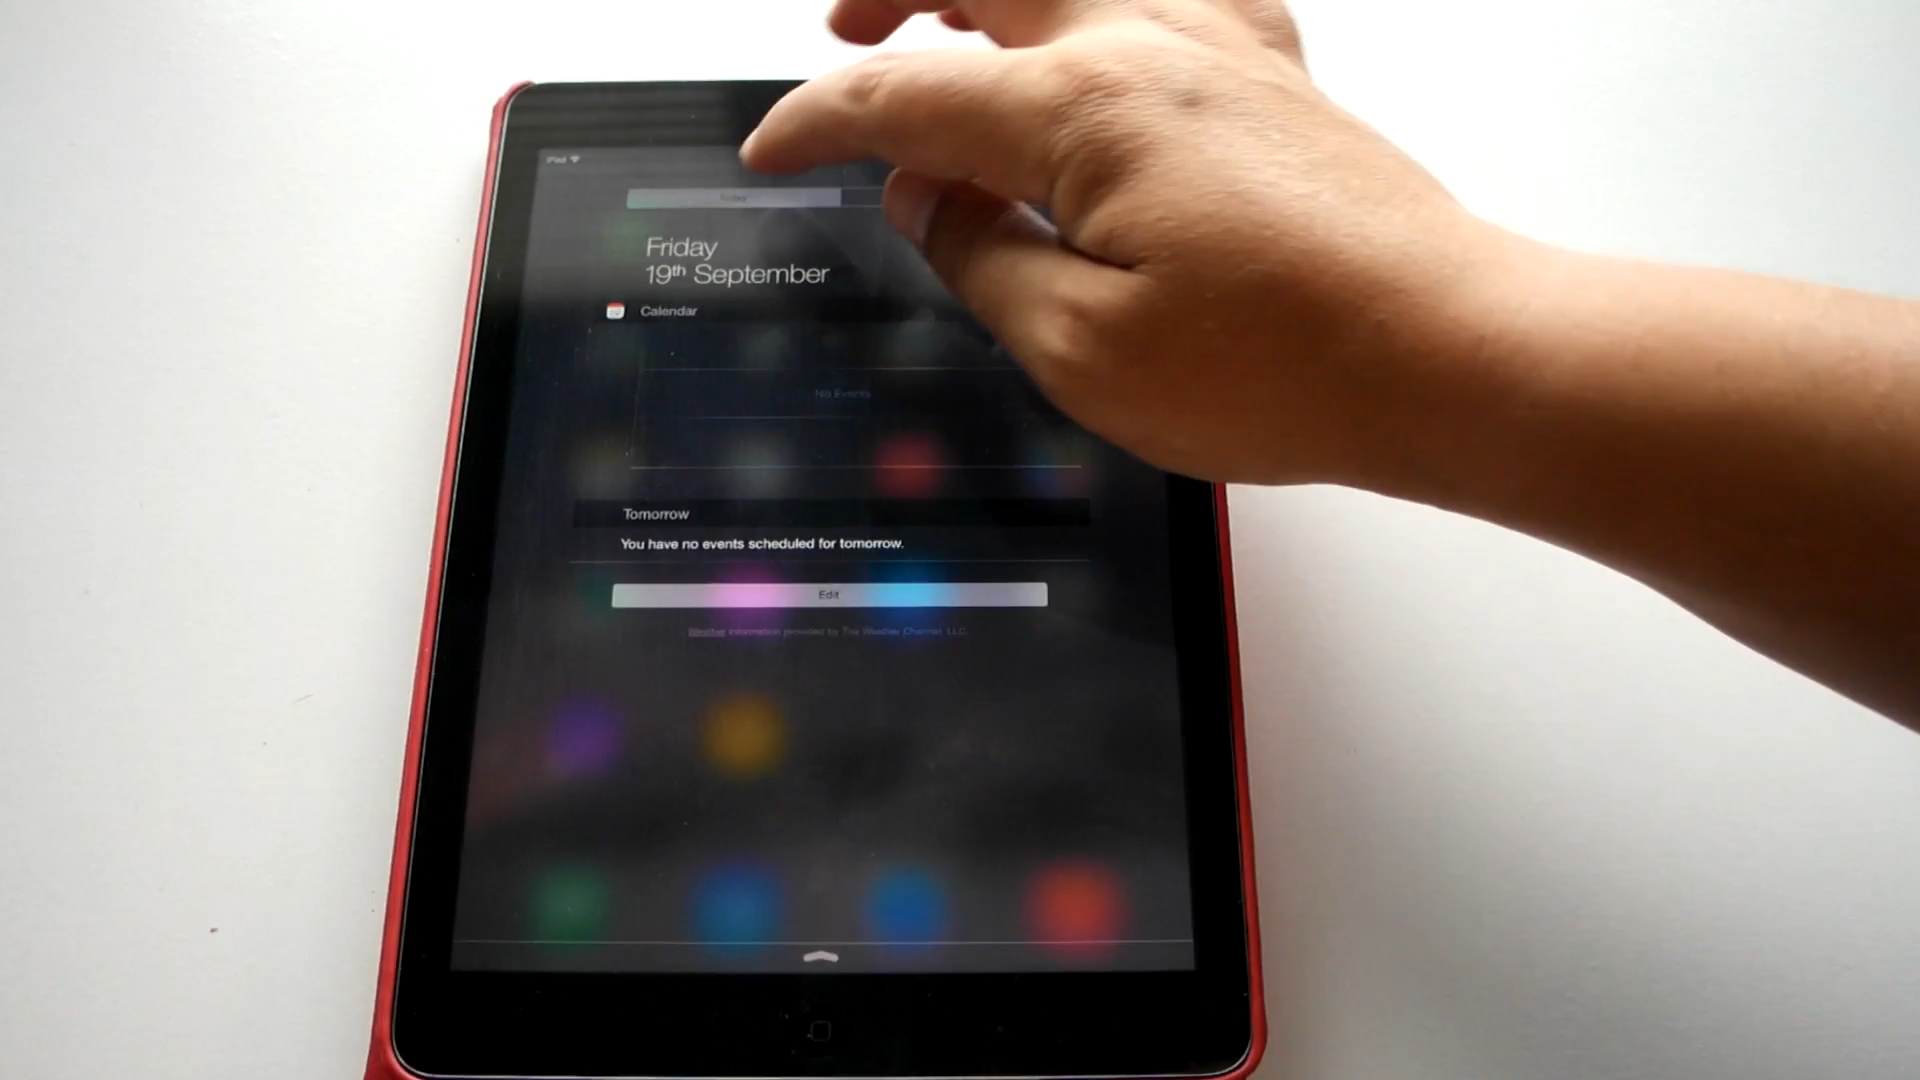 iPad
Today
Friday
19th September
Calendar
No Events
Tomorrow
You have no events scheduled for tomorrow.
Edit
Weather information provided by The Weather Channel, LLC.